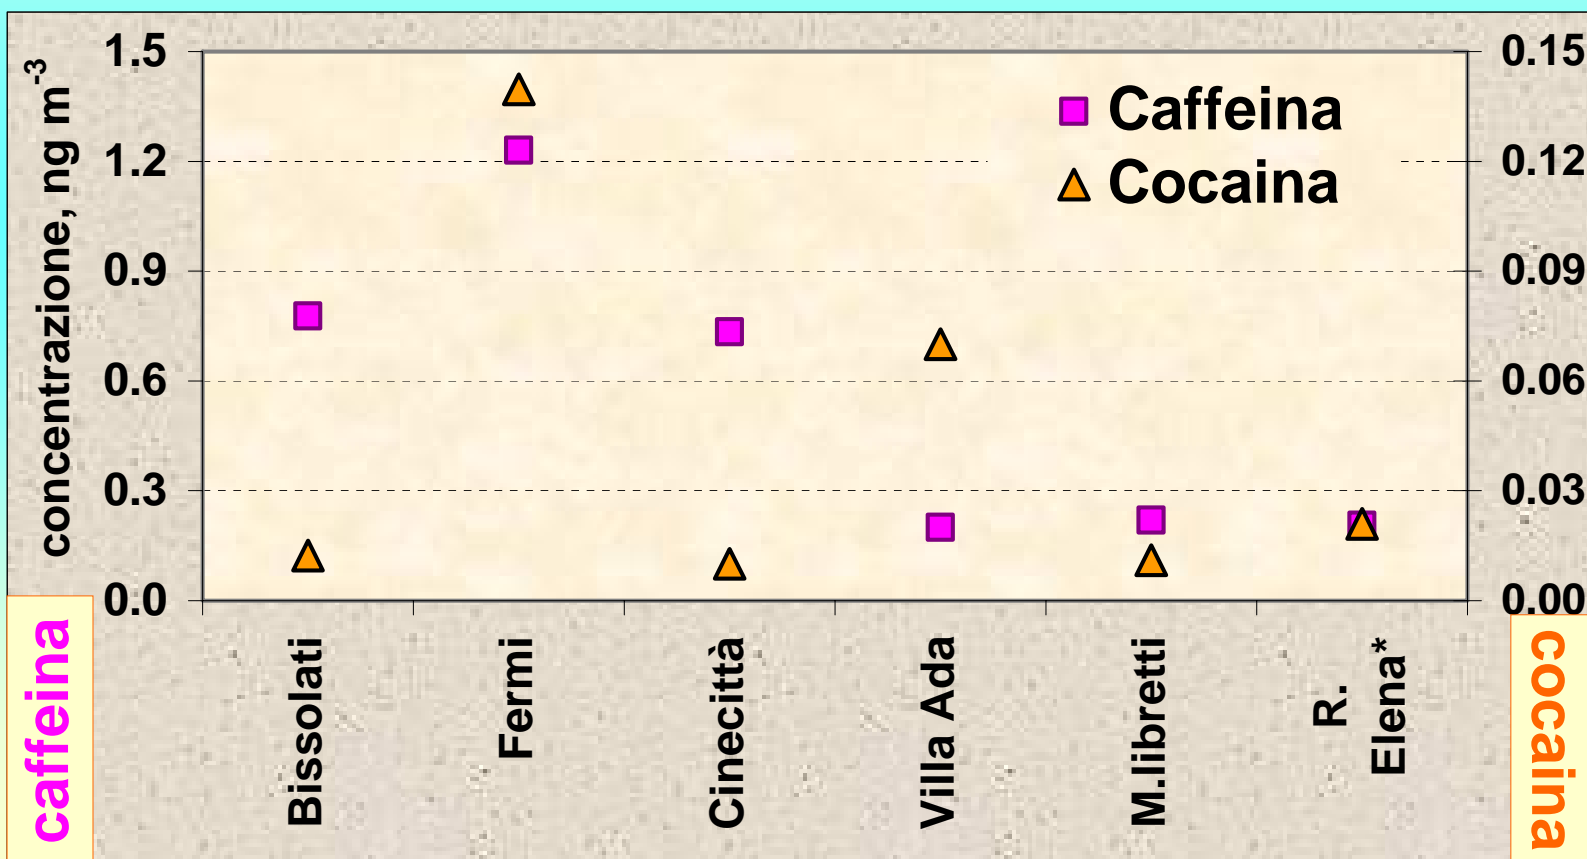 concentrazione, ng m-3
1.5
1.2
0.9
0.6
0.3
0.0
0.15
0.12
0.09
0.06
0.03
0.00
Caffeina
Cocaina
Bissolati
Fermi
Cinecittà
Villla Ada
M.libretti
R.
Elena*
caffeina
cocaina